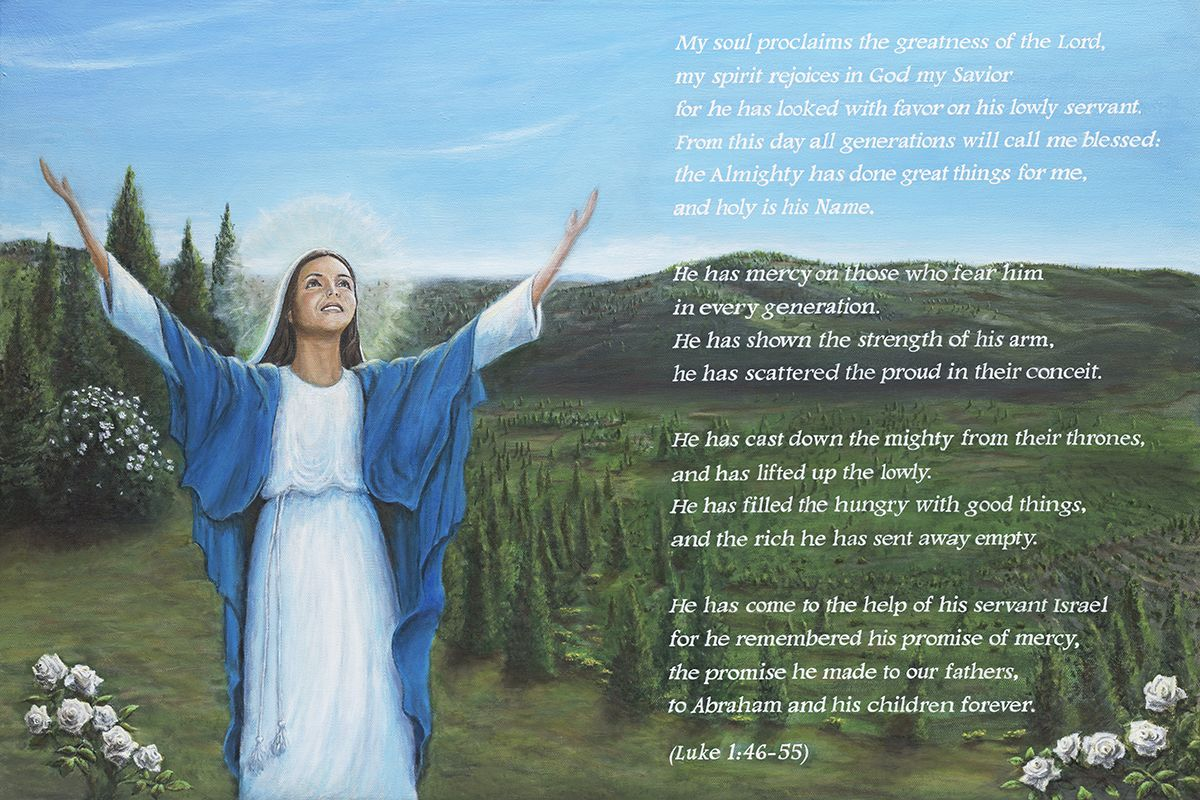 My soul proclaims the greatness of the Lord,
my spirit rejoices in God my Savior
for he has looked with favor on his lowly servant.
From this day all generations will call me blessed:
the Almighty has done great things for me,
and holy is his Name.
He has mercy on those who fear him
in every generation.
He has shown the strength of his arm,
he has scattered the proud in their conceit.
He has cast down the mighty from their thrones,
and has lifted up the lowly.
He has filled the hungry with good things,
and the rich he has sent away empty.
He has come to the help of his servant Israel
for he remembered his promise of mercy,
the promise he made to our fathers,
to Abraham and his children forever.
(Luke 1:46-55)